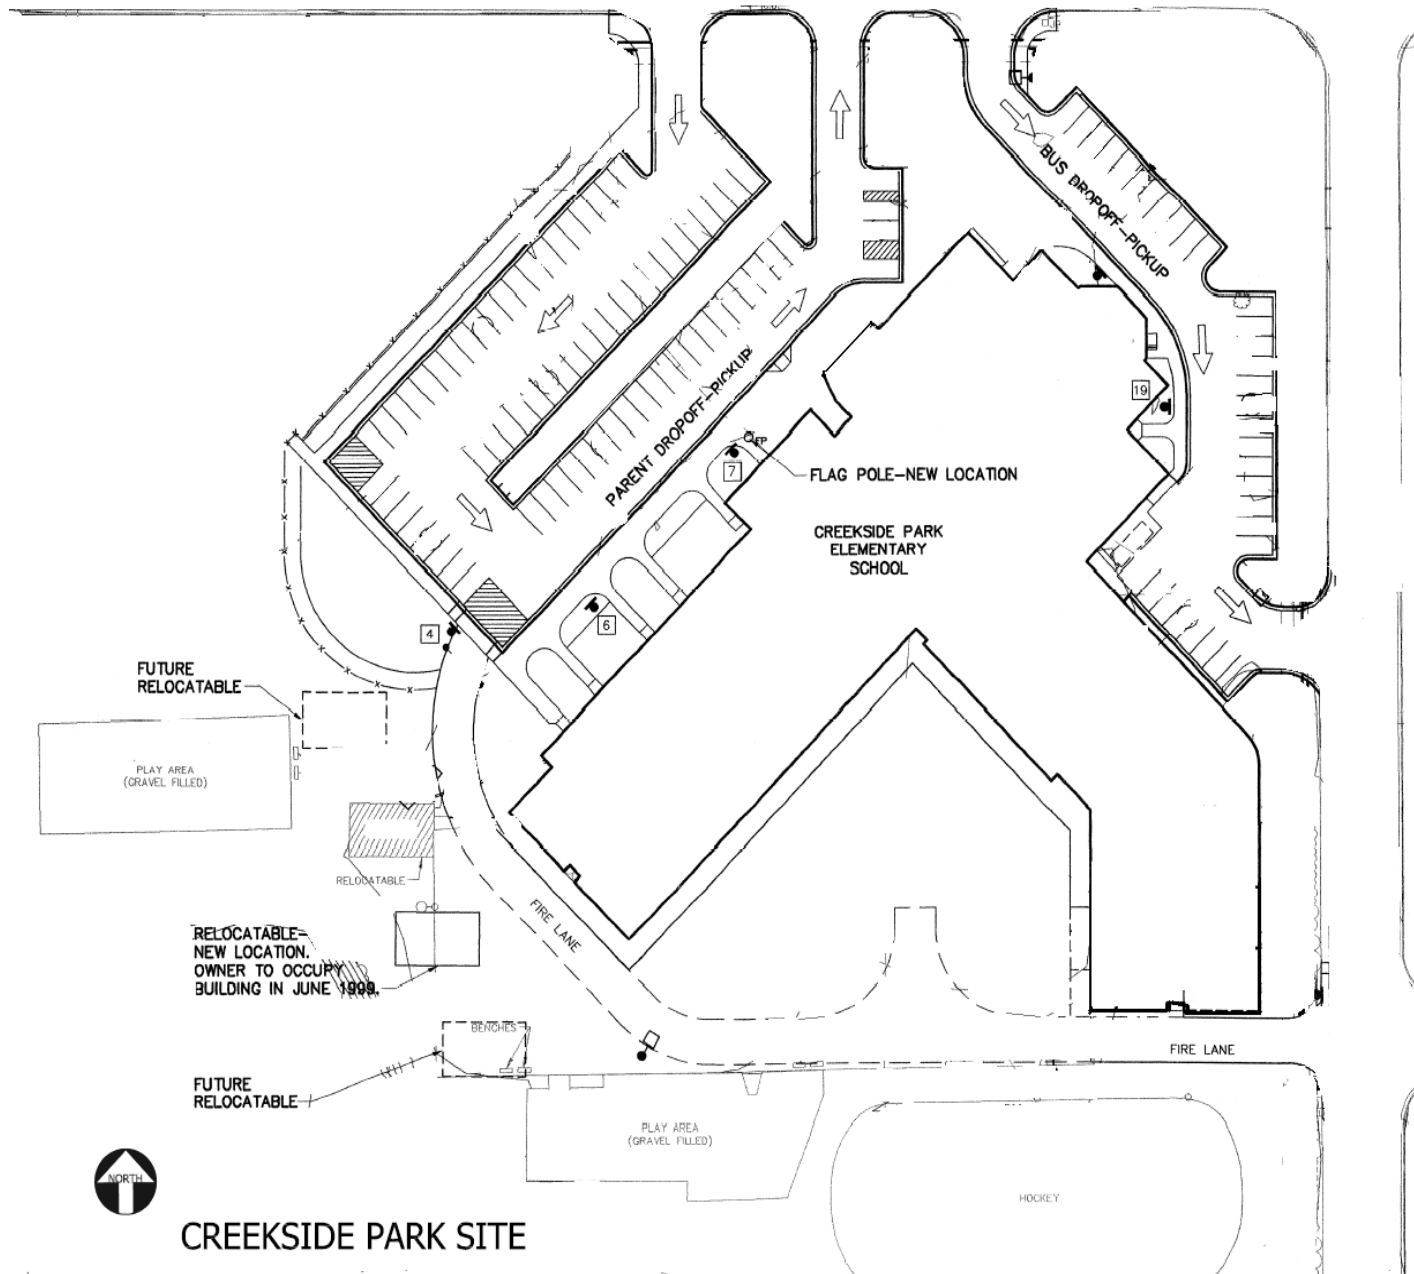 BUS DROPOFF-PICKUP
PARENT DROPOFF-PICKUP
19
7
FP
FLAG POLE-NEW LOCATION
CREEKSIDE PARK
ELEMENTARY
SCHOOL
6
4
FUTURE
RELOCATABLE
PLAY AREA
(GRAVEL FILLED)
RELOCATABLE
FIRE LANE
RELOCATABLE-
NEW LOCATION.
OWNER TO OCCUPY
BUILDING IN JUNE 1999.
BENCHES
FIRE LANE
FUTURE
RELOCATABLE
PLAY AREA
(GRAVEL FILLED)
HOCKEY
NORTH
CREEKSIDE PARK SITE